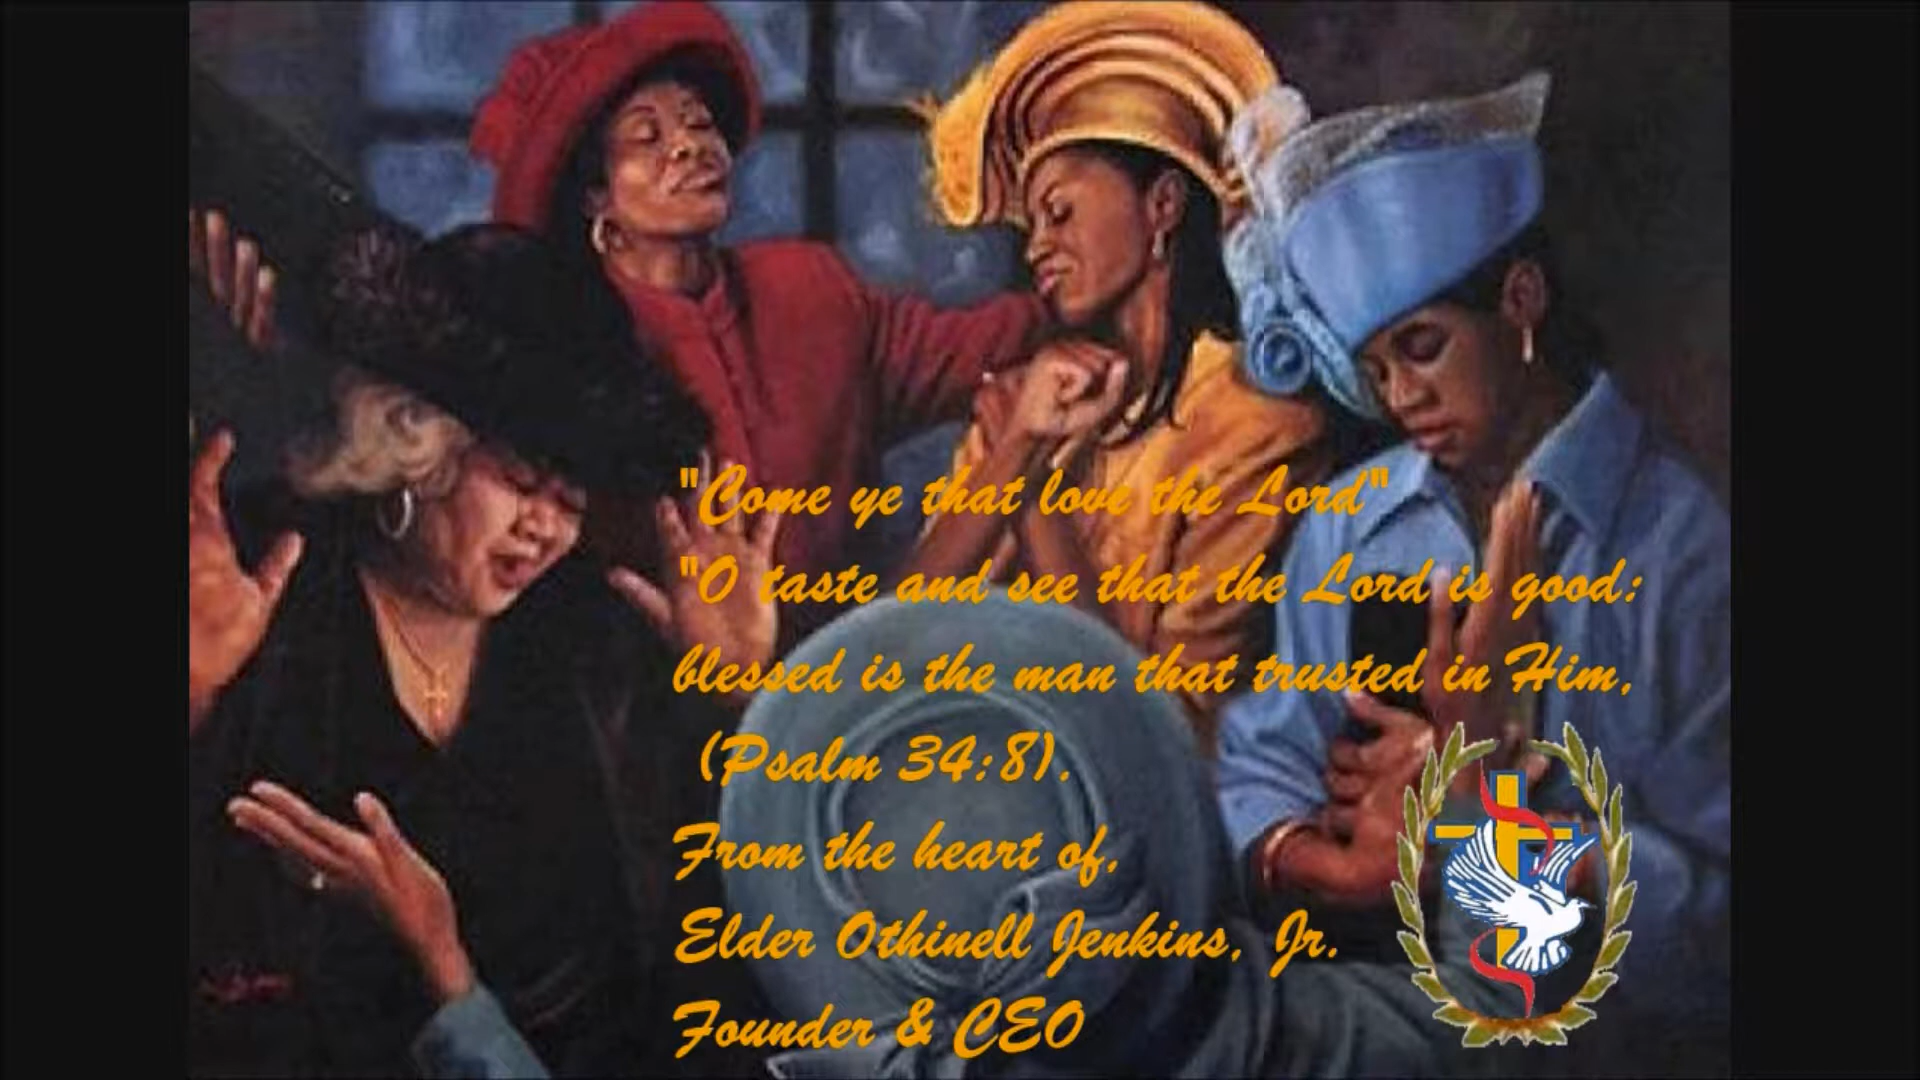 "Come ye that love the Lord"
"O taste and see that the Lord is good:
blessed is the man that trusted in Him,
(Psalm 34:8).
From the heart of,
Elder Othinell Jenkins, Jr.
Founder & CEO